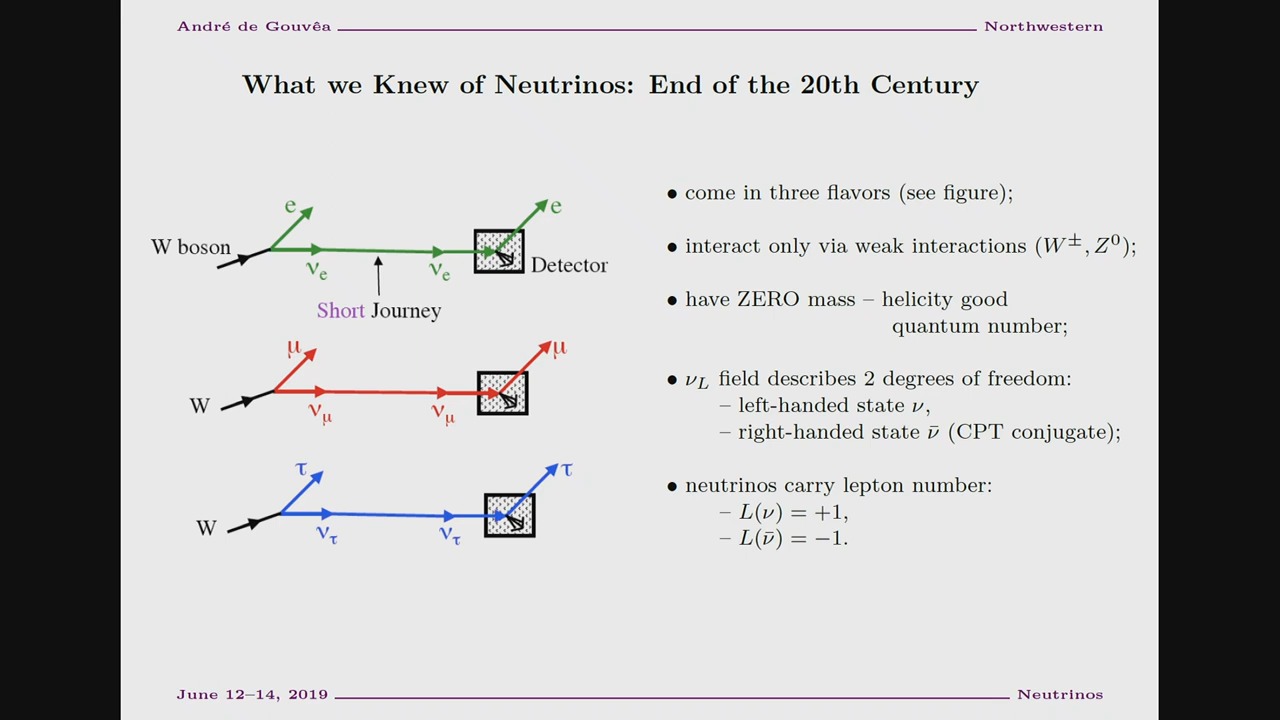 André de Gouvêa
Northwestern
What we Knew of Neutrinos: End of the 20th Century
e
e
W boson
νe
νe
Detector
Short Journey
μ
μ
W
νμ
νμ
τ
τ
W
ντ
ντ
• come in three flavors (see figure);
• interact only via weak interactions (W±, Z0);
• have ZERO mass – helicity good
quantum number;
• νL field describes 2 degrees of freedom:
– left-handed state ν,
– right-handed state ν̄ (CPT conjugate);
• neutrinos carry lepton number:
– L(ν) = +1,
– L(ν̄) = −1.
June 12–14, 2019
Neutrinos